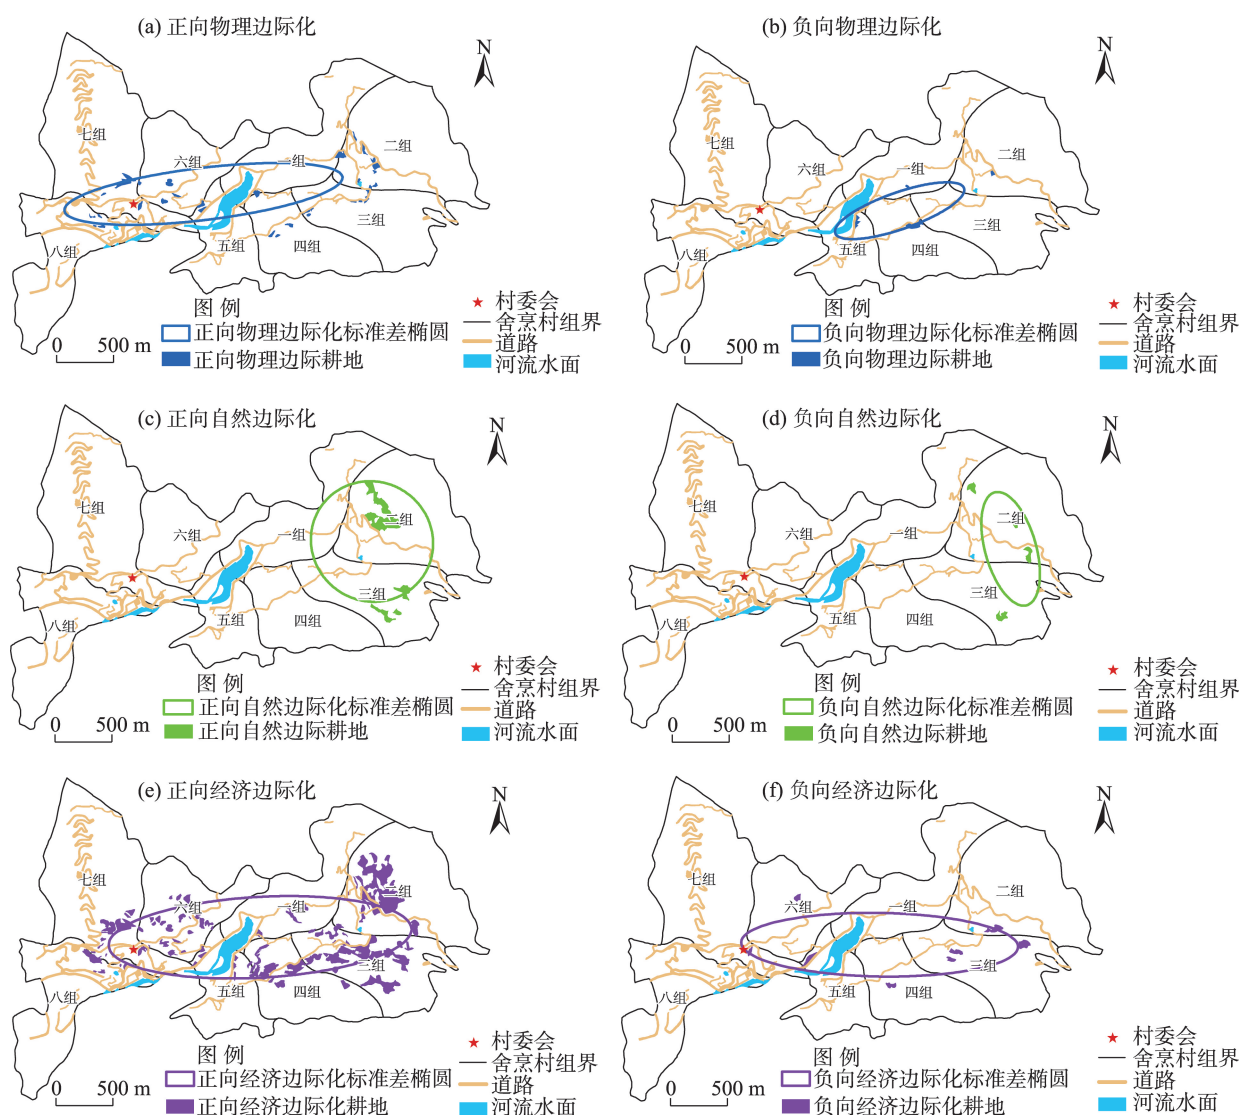 (a) 正向物理边际化
N
七组
六组
一组
二组
三组
四组
五组
八组
图 例
正向物理边际化标准差椭圆
正向物理边际耕地
村委会
舍烹村组界
道路
河流水面
0 500 m
(b) 负向物理边际化
N
七组
六组
一组
二组
三组
四组
五组
八组
图 例
负向物理边际化标准差椭圆
负向物理边际耕地
村委会
舍烹村组界
道路
河流水面
0 500 m
(c) 正向自然边际化
N
七组
六组
一组
二组
三组
四组
五组
八组
图 例
正向自然边际化标准差椭圆
正向自然边际耕地
村委会
舍烹村组界
道路
河流水面
0 500 m
(d) 负向自然边际化
N
七组
六组
一组
二组
三组
四组
五组
八组
图 例
负向自然边际化标准差椭圆
负向自然边际耕地
村委会
舍烹村组界
道路
河流水面
0 500 m
(e) 正向经济边际化
N
七组
六组
一组
二组
三组
四组
五组
八组
图 例
正向经济边际化标准差椭圆
正向经济边际化耕地
村委会
舍烹村组界
道路
河流水面
0 500 m
(f) 负向经济边际化
N
七组
六组
一组
二组
三组
四组
五组
八组
图 例
负向经济边际化标准差椭圆
负向经济边际化耕地
村委会
舍烹村组界
道路
河流水面
0 500 m